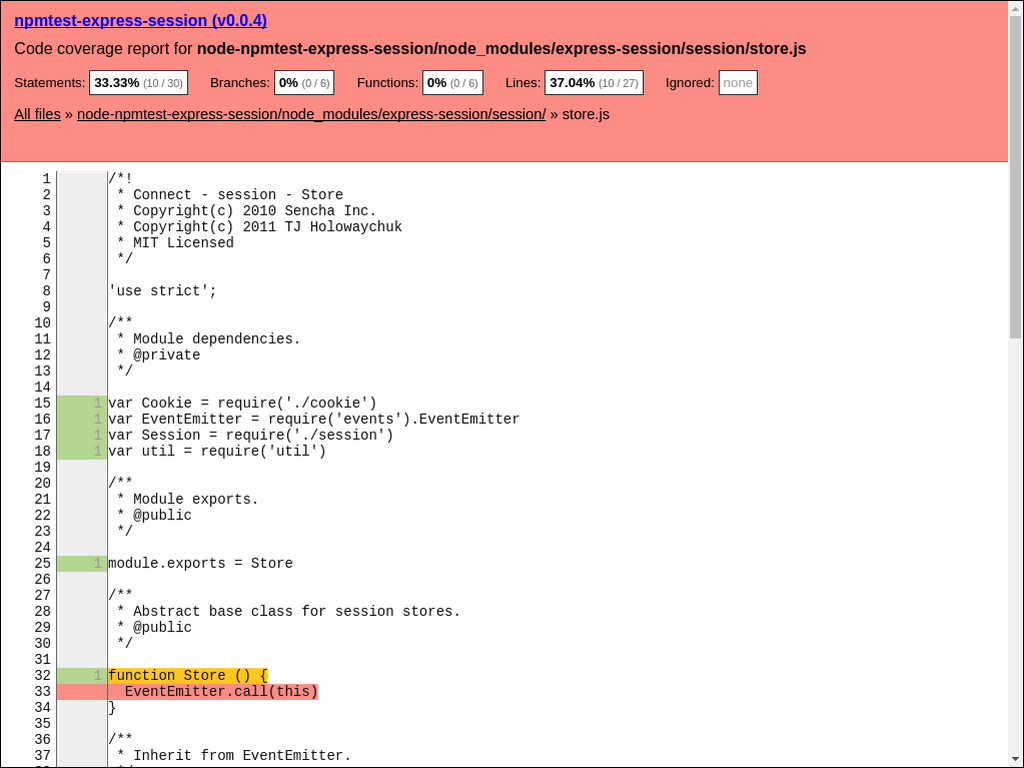 npmtest-express-session (v0.0.4)
Code coverage report for node-npmtest-express-session/node_modules/express-session/session/store.js
Statements: 33.33% (10 / 30) Branches: 0% (0 / 6) Functions: 0% (0 / 6) Lines: 37.04% (10 / 27) Ignored: none
All files » node-npmtest-express-session/node_modules/express-session/session/ » store.js
1 /*!
2  * Connect - session - Store
3  * Copyright(c) 2010 Sencha Inc.
4  * Copyright(c) 2011 TJ Holowaychuk
5  * MIT Licensed
6  */
7
8 'use strict';
9
10 /**
11  * Module dependencies.
12  * @private
13  */
14
15 1 var Cookie = require('./cookie')
16 1 var EventEmitter = require('events').EventEmitter
17 1 var Session = require('./session')
18 1 var util = require('util')
19
20 /**
21  * Module exports.
22  * @public
23  */
24
25 1 module.exports = Store
26
27 /**
28  * Abstract base class for session stores.
29  * @public
30  */
31
32 1 function Store () {
33   EventEmitter.call(this)
34 }
35
36 /**
37  * Inherit from EventEmitter.